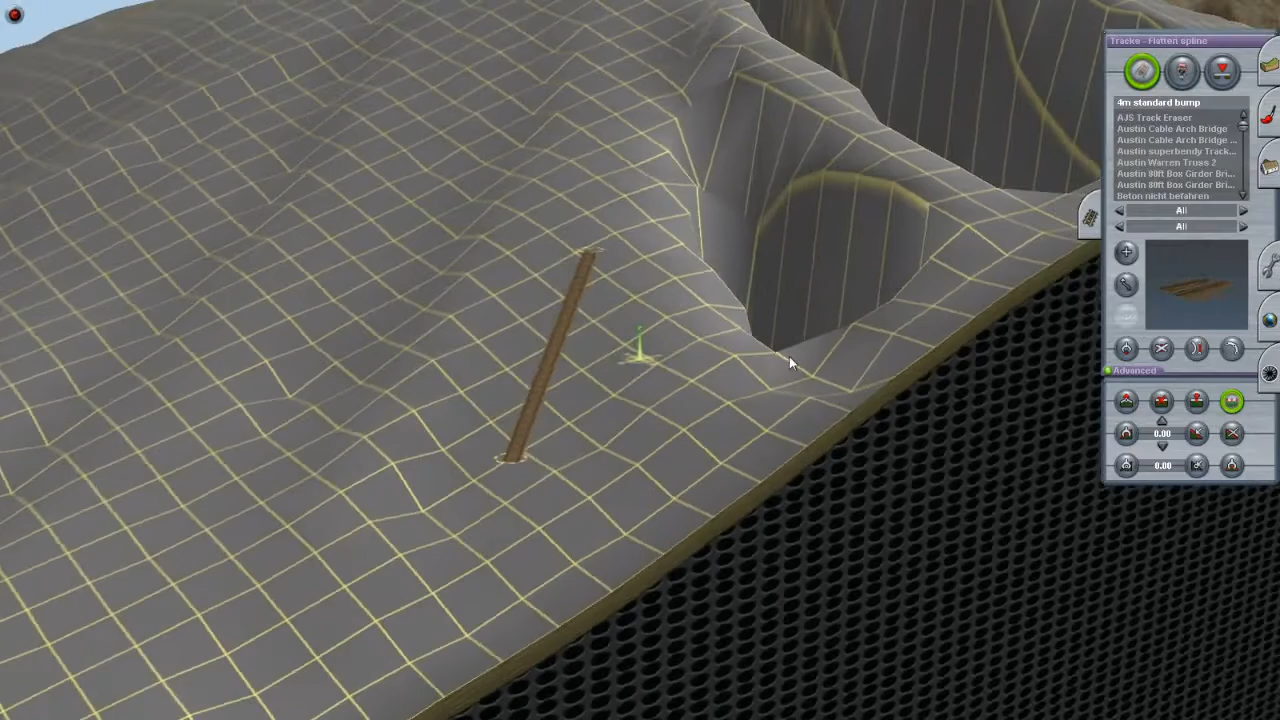 Tracks - Flatten spline
4m standard bump
AJS Track Eraser
Austin Cable Arch Bridge
Austin Cable Arch Bridge ...
Austin superbendy Track...
Austin Warren Truss 2
Austin 80ft Box Girder Bri...
Austin 80ft Box Girder Bri...
Beton nicht befahren
All
All
Advanced
0.00
0.00